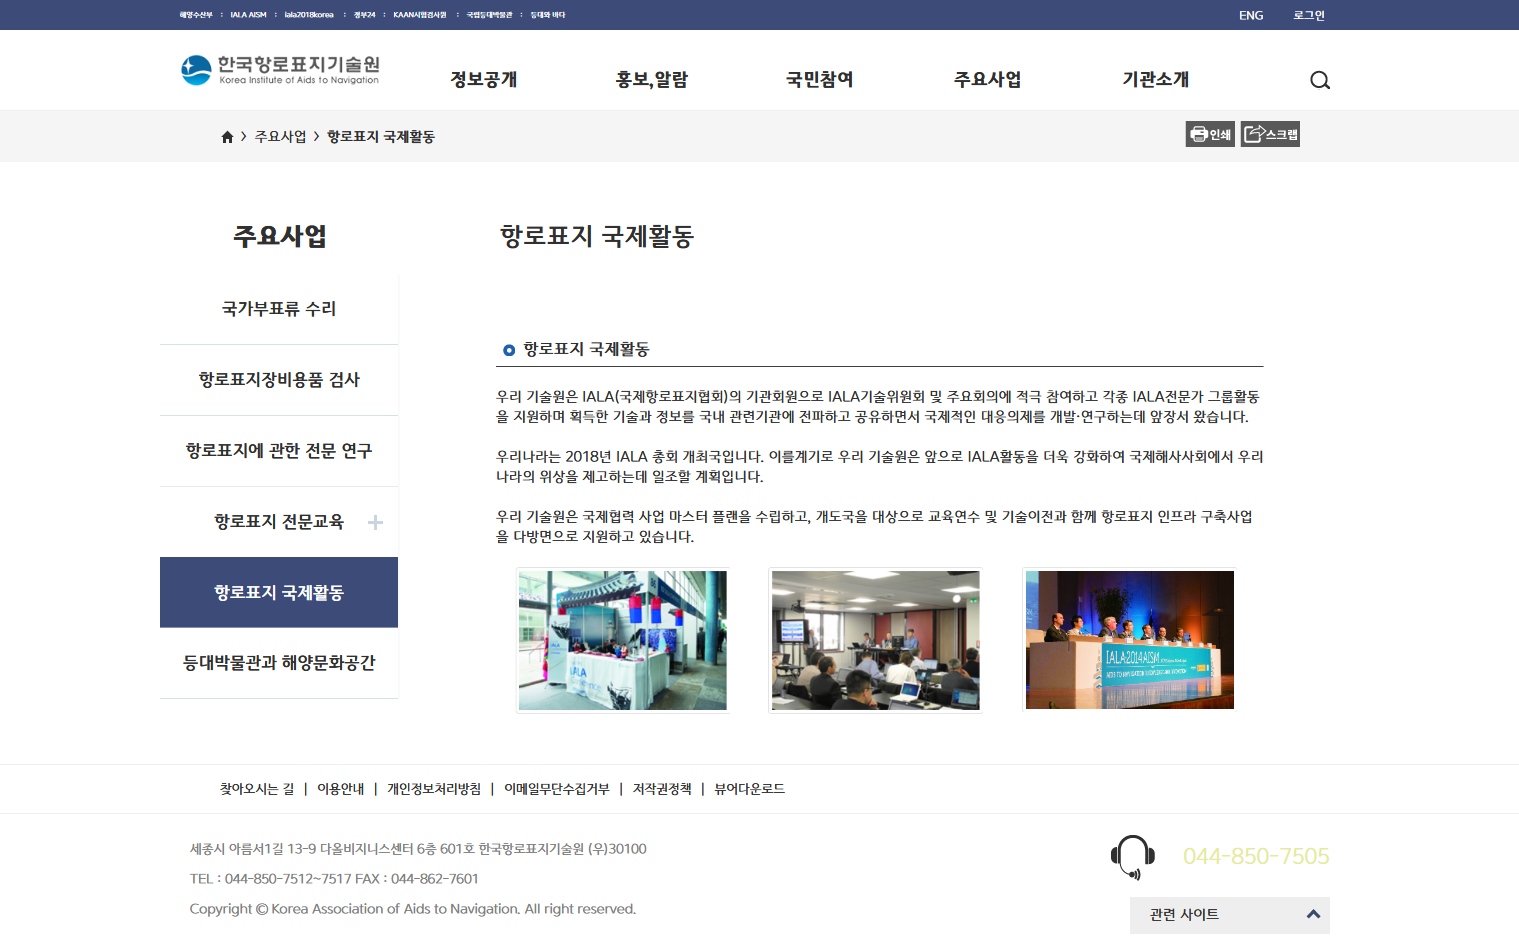 해양수산부 : IALA AISM : iala2018korea : 정부24 : KAAN시험검사원 : 국립등대박물관 : 등대와 바다
ENG 로그인
한국항로표지기술원
Korea Institute of Aids to Navigation
정보공개 홍보,알람 국민참여 주요사업 기관소개
주요사업 > 항로표지 국제활동
인쇄 스크랩
주요사업
국가부표류 수리
항로표지장비용품 검사
항로표지에 관한 전문 연구
항로표지 전문교육
항로표지 국제활동
등대박물관과 해양문화공간
항로표지 국제활동
항로표지 국제활동
우리 기술원은 IALA(국제항로표지협회)의 기관회원으로 IALA기술위원회 및 주요회의에 적극 참여하고 각종 IALA전문가 그룹활동
을 지원하며 획득한 기술과 정보를 국내 관련기관에 전파하고 공유하면서 국제적인 대응의제를 개발·연구하는데 앞장서 왔습니다.
우리나라는 2018년 IALA 총회 개최국입니다. 이를계기로 우리 기술원은 앞으로 IALA활동을 더욱 강화하여 국제해사사회에서 우리
나라의 위상을 제고하는데 일조할 계획입니다.
우리 기술원은 국제협력 사업 마스터 플랜을 수립하고, 개도국을 대상으로 교육연수 및 기술이전과 함께 항로표지 인프라 구축사업
을 다방면으로 지원하고 있습니다.
IALA
IALA2014AISM
찾아오시는 길 | 이용안내 | 개인정보처리방침 | 이메일무단수집거부 | 저작권정책 | 뷰어다운로드
세종시 아름서1길 13-9 다올비지니스센터 6층 601호 한국항로표지기술원 (우)30100
TEL : 044-850-7512~7517 FAX : 044-862-7601
Copyright © Korea Association of Aids to Navigation. All right reserved.
044-850-7505
관련 사이트